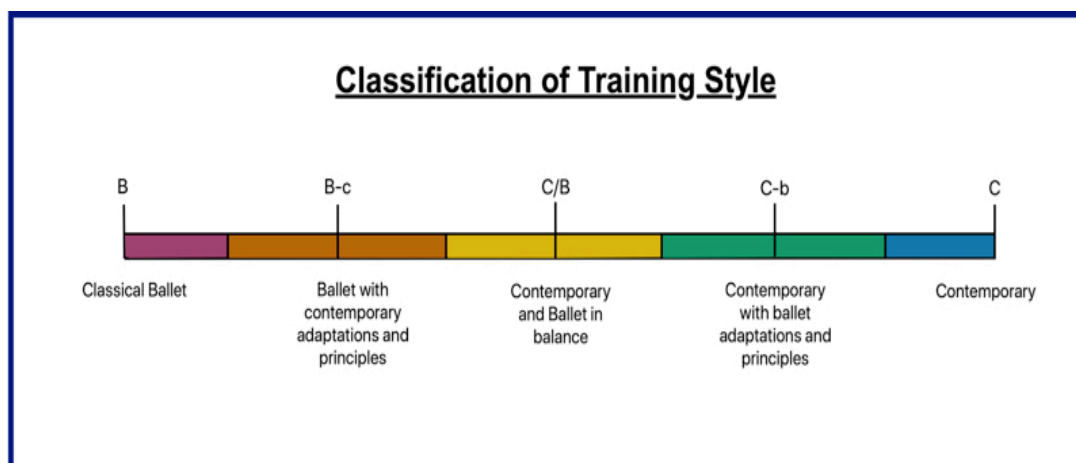 Classification of Training Style
B
B-c
C/B
C-b
C
Classical Ballet
Ballet with
contemporary
adaptations and
principles
Contemporary
and Ballet in
balance
Contemporary
with ballet
adaptations and
principles
Contemporary